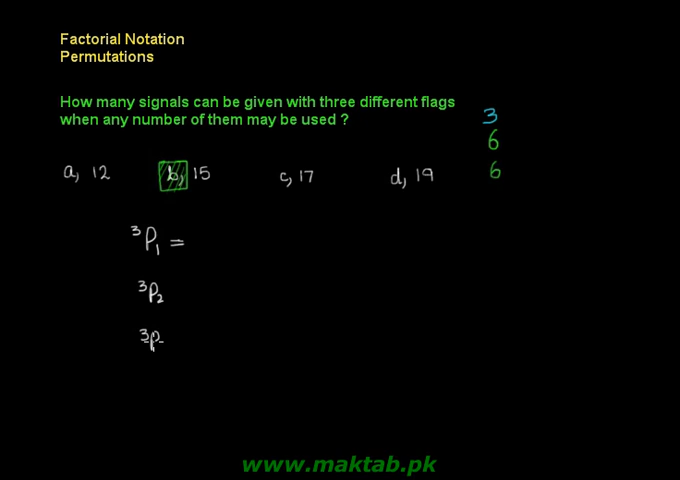 Factorial Notation
Permutations
How many signals can be given with three different flags
when any number of them may be used ?
3
6
6
a, 12 b, 15 c, 17 d, 19
³P₁ =
³P₂
³P
www.maktab.pk